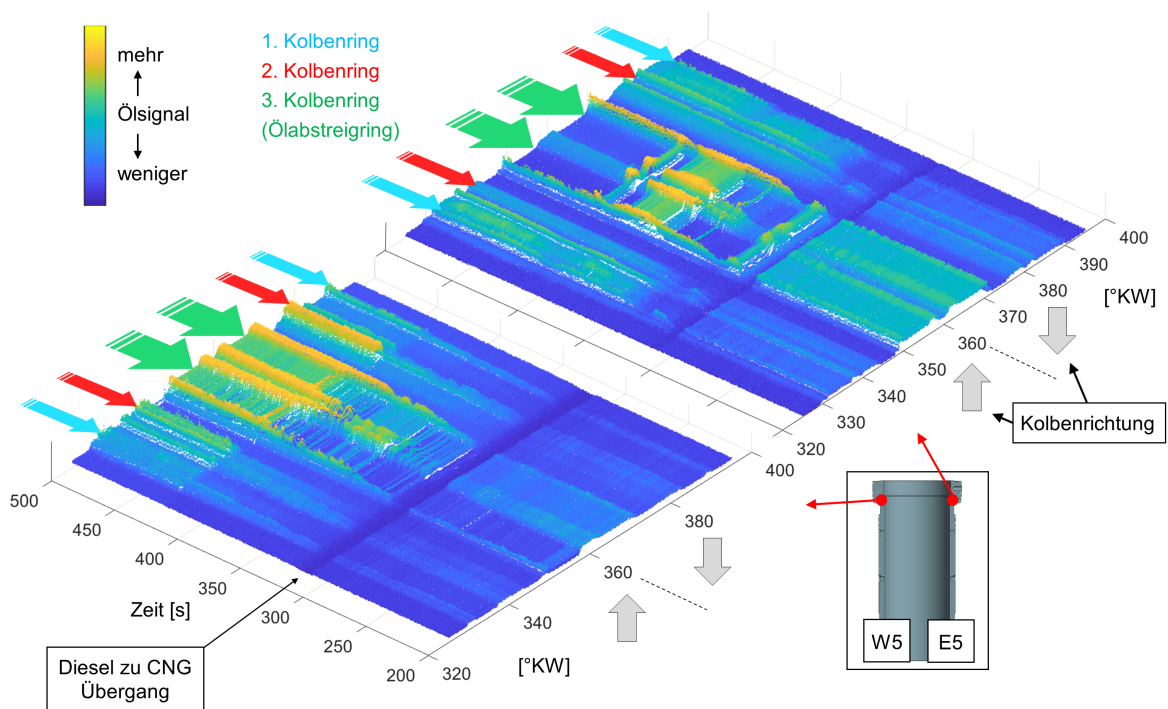 mehr
Ölsignal
weniger
1. Kolbenring
2. Kolbenring
3. Kolbenring
(Ölabstreigring)
400
390
380
370
360
350
340
330
320
[°KW]
Kolbenrichtung
400
380
360
340
320
[°KW]
500
450
400
350
300
250
200
Zeit [s]
Diesel zu CNG
Übergang
W5
E5